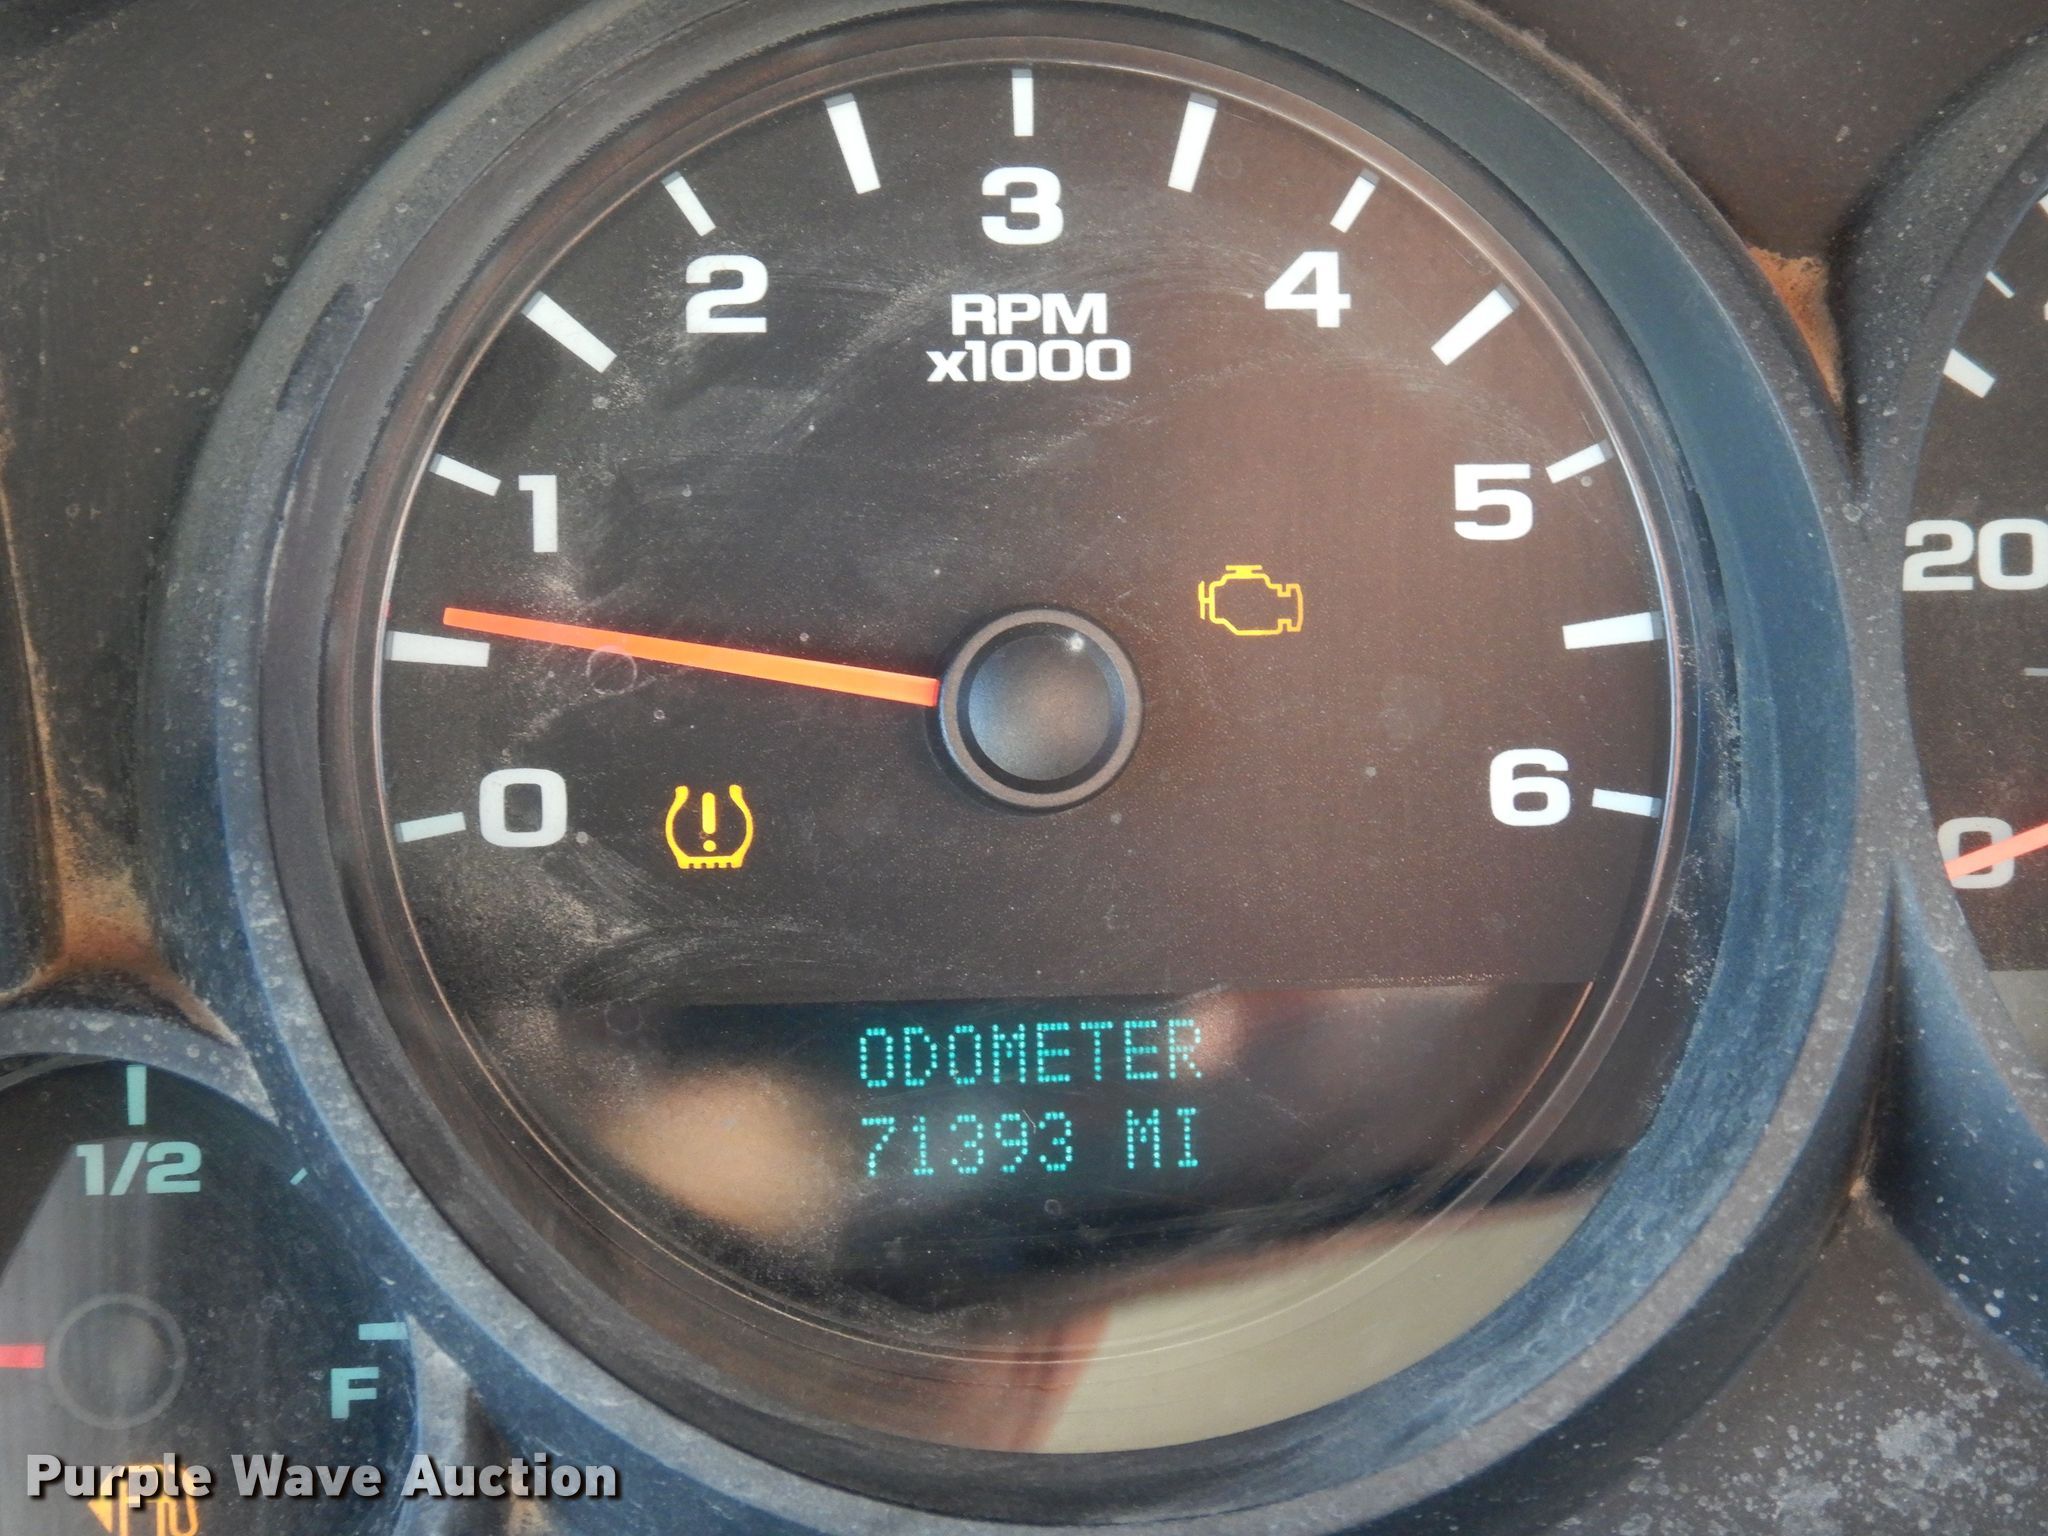 3
2
4
RPM
x1000
1
5
20
0
6
0
ODOMETER
71393 MI
1/2
F
Purple Wave Auction